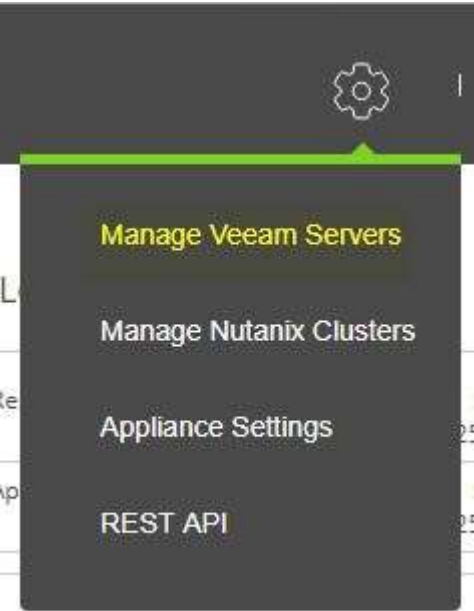 Manage Veeam Servers
Manage Nutanix Clusters
Appliance Settings
REST API